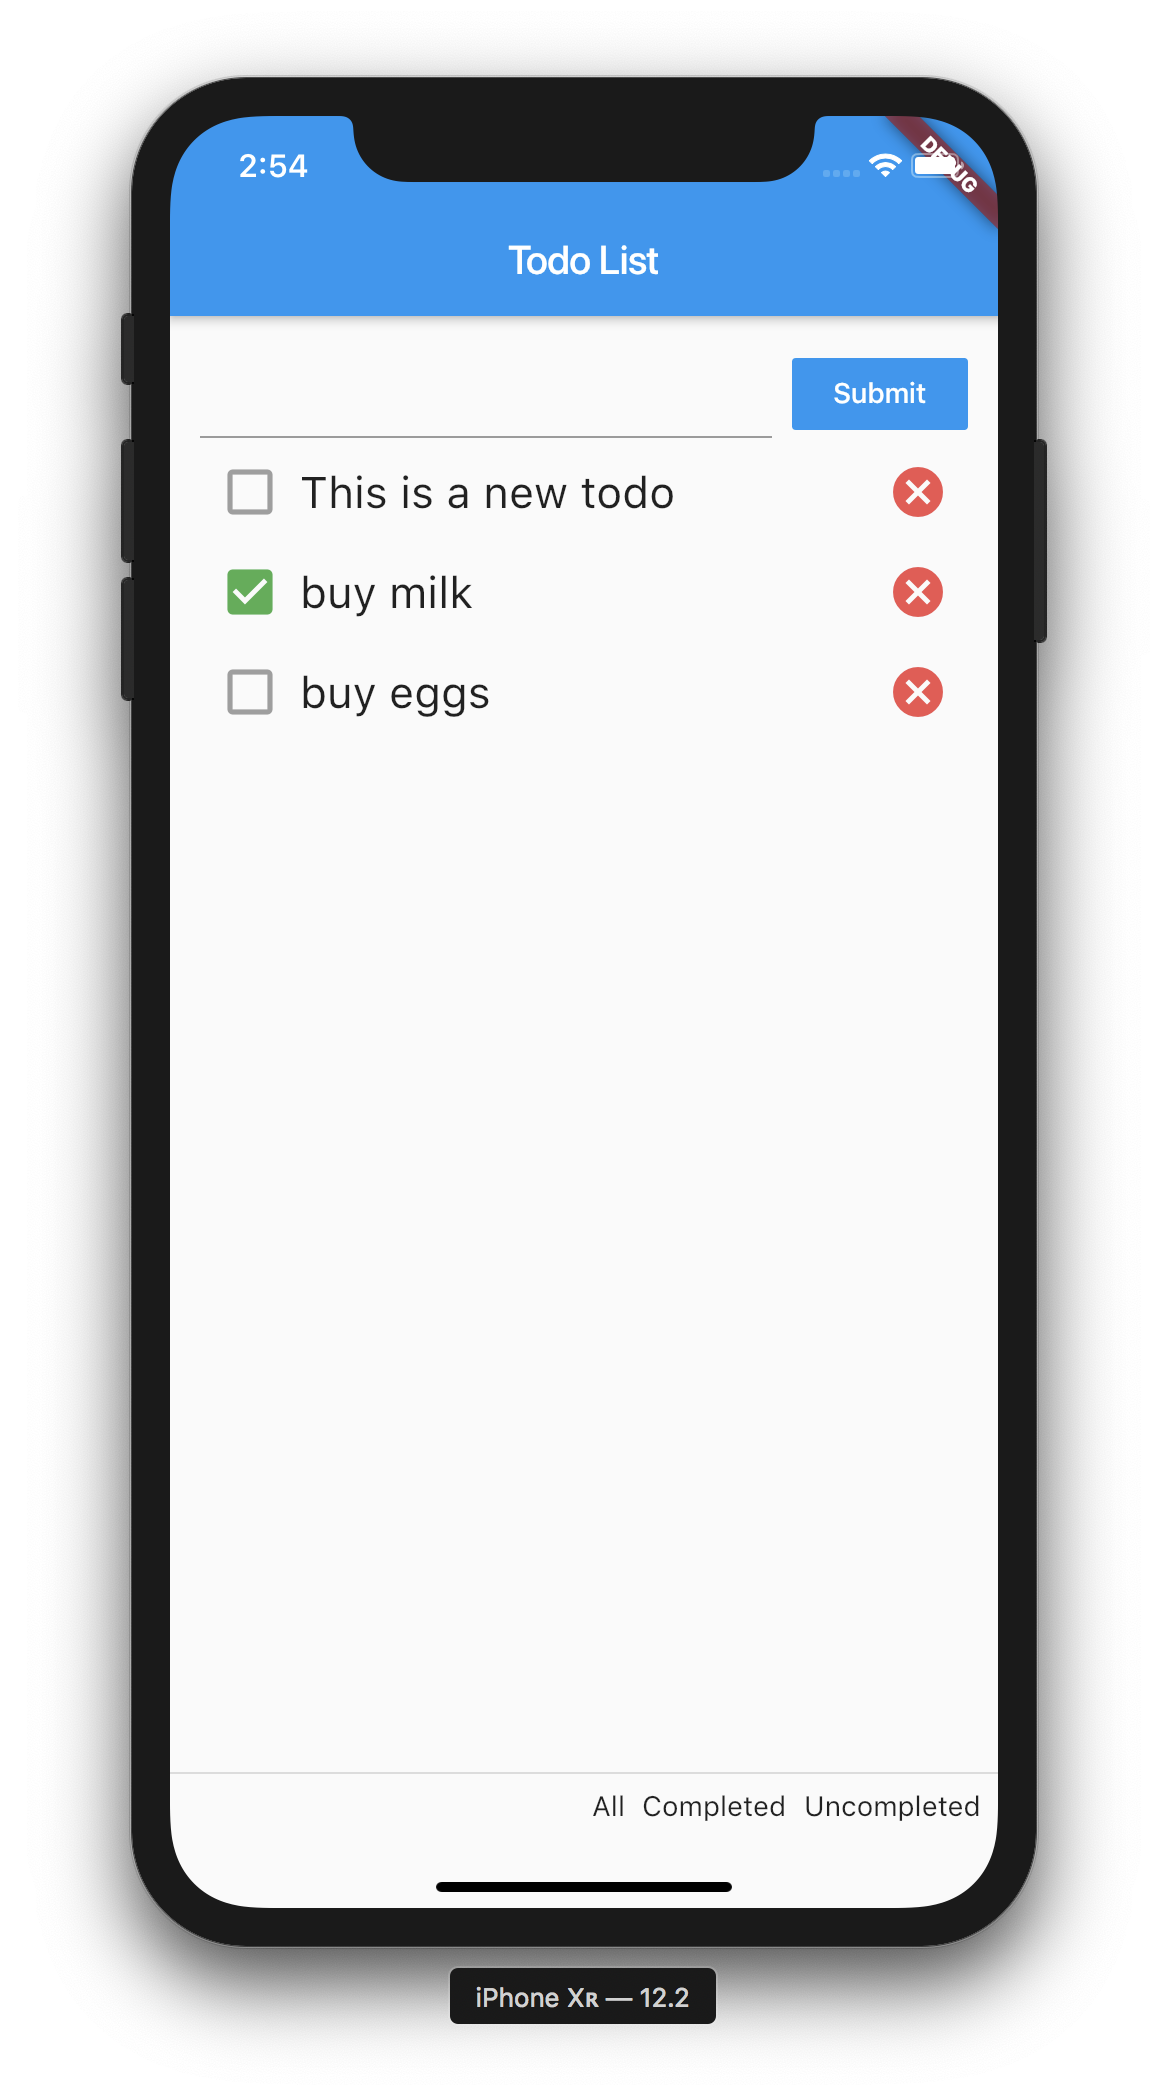 2:54
DEBUG
Todo List
Submit
This is a new todo
buy milk
buy eggs
All Completed Uncompleted
iPhone Xʀ — 12.2